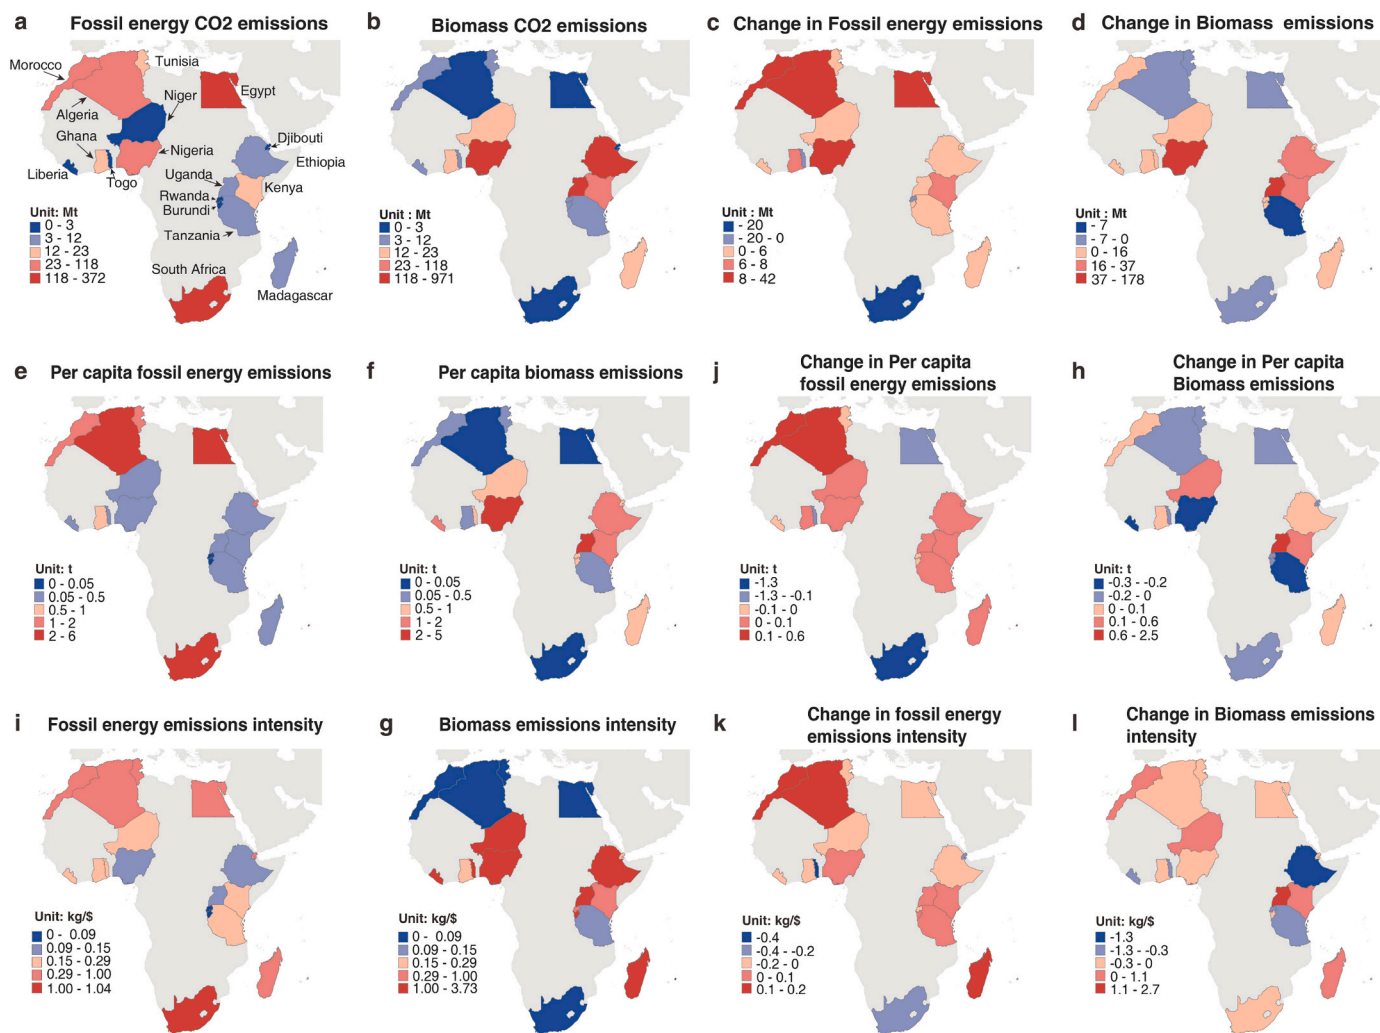 a Fossil energy CO2 emissions
Morocco
Tunisia
Algeria
Niger
Egypt
Ghana
Nigeria
Djibouti
Ethiopia
Liberia
Togo
Uganda
Kenya
Rwanda
Burundi
Tanzania
South Africa
Madagascar
Unit: Mt
0 - 3
3 - 12
12 - 23
23 - 118
118 - 372
b Biomass CO2 emissions
Unit : Mt
0 - 3
3 - 12
12 - 23
23 - 118
118 - 971
c Change in Fossil energy emissions
Unit : Mt
- 20
- 20 - 0
0 - 6
6 - 8
8 - 42
d Change in Biomass emissions
Unit : Mt
- 7
- 7 - 0
0 - 16
16 - 37
37 - 178
e Per capita fossil energy emissions
Unit: t
0 - 0.05
0.05 - 0.5
0.5 - 1
1 - 2
2 - 6
f Per capita biomass emissions
Unit: t
0 - 0.05
0.05 - 0.5
0.5 - 1
1 - 2
2 - 5
j Change in Per capita
fossil energy emissions
Unit: t
-1.3
-1.3 - -0.1
-0.1 - 0
0 - 0.1
0.1 - 0.6
h Change in Per capita
Biomass emissions
Unit: t
-0.3 - -0.2
-0.2 - 0
0 - 0.1
0.1 - 0.6
0.6 - 2.5
i Fossil energy emissions intensity
Unit: kg/$
0 - 0.09
0.09 - 0.15
0.15 - 0.29
0.29 - 1.00
1.00 - 1.04
g Biomass emissions intensity
Unit: kg/$
0 - 0.09
0.09 - 0.15
0.15 - 0.29
0.29 - 1.00
1.00 - 3.73
k Change in fossil energy
emissions intensity
Unit: kg/$
-0.4
-0.4 - -0.2
-0.2 - 0
0 - 0.1
0.1 - 0.2
l Change in Biomass emissions
intensity
Unit: kg/$
-1.3
-1.3 - -0.3
-0.3 - 0
0 - 1.1
1.1 - 2.7